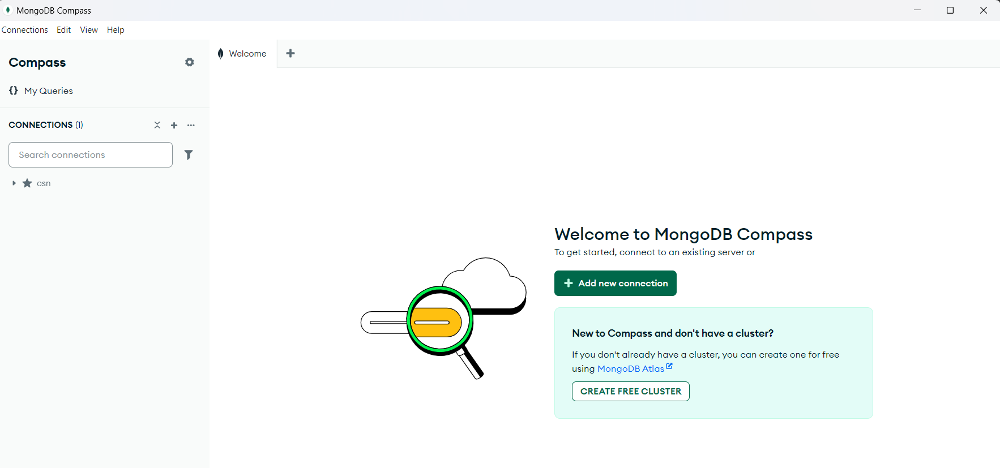 MongoDB Compass
Connections Edit View Help
Compass
My Queries
CONNECTIONS (1)
Search connections
csn
Welcome
Welcome to MongoDB Compass
To get started, connect to an existing server or
Add new connection
New to Compass and don't have a cluster?
If you don't already have a cluster, you can create one for free
using MongoDB Atlas
CREATE FREE CLUSTER